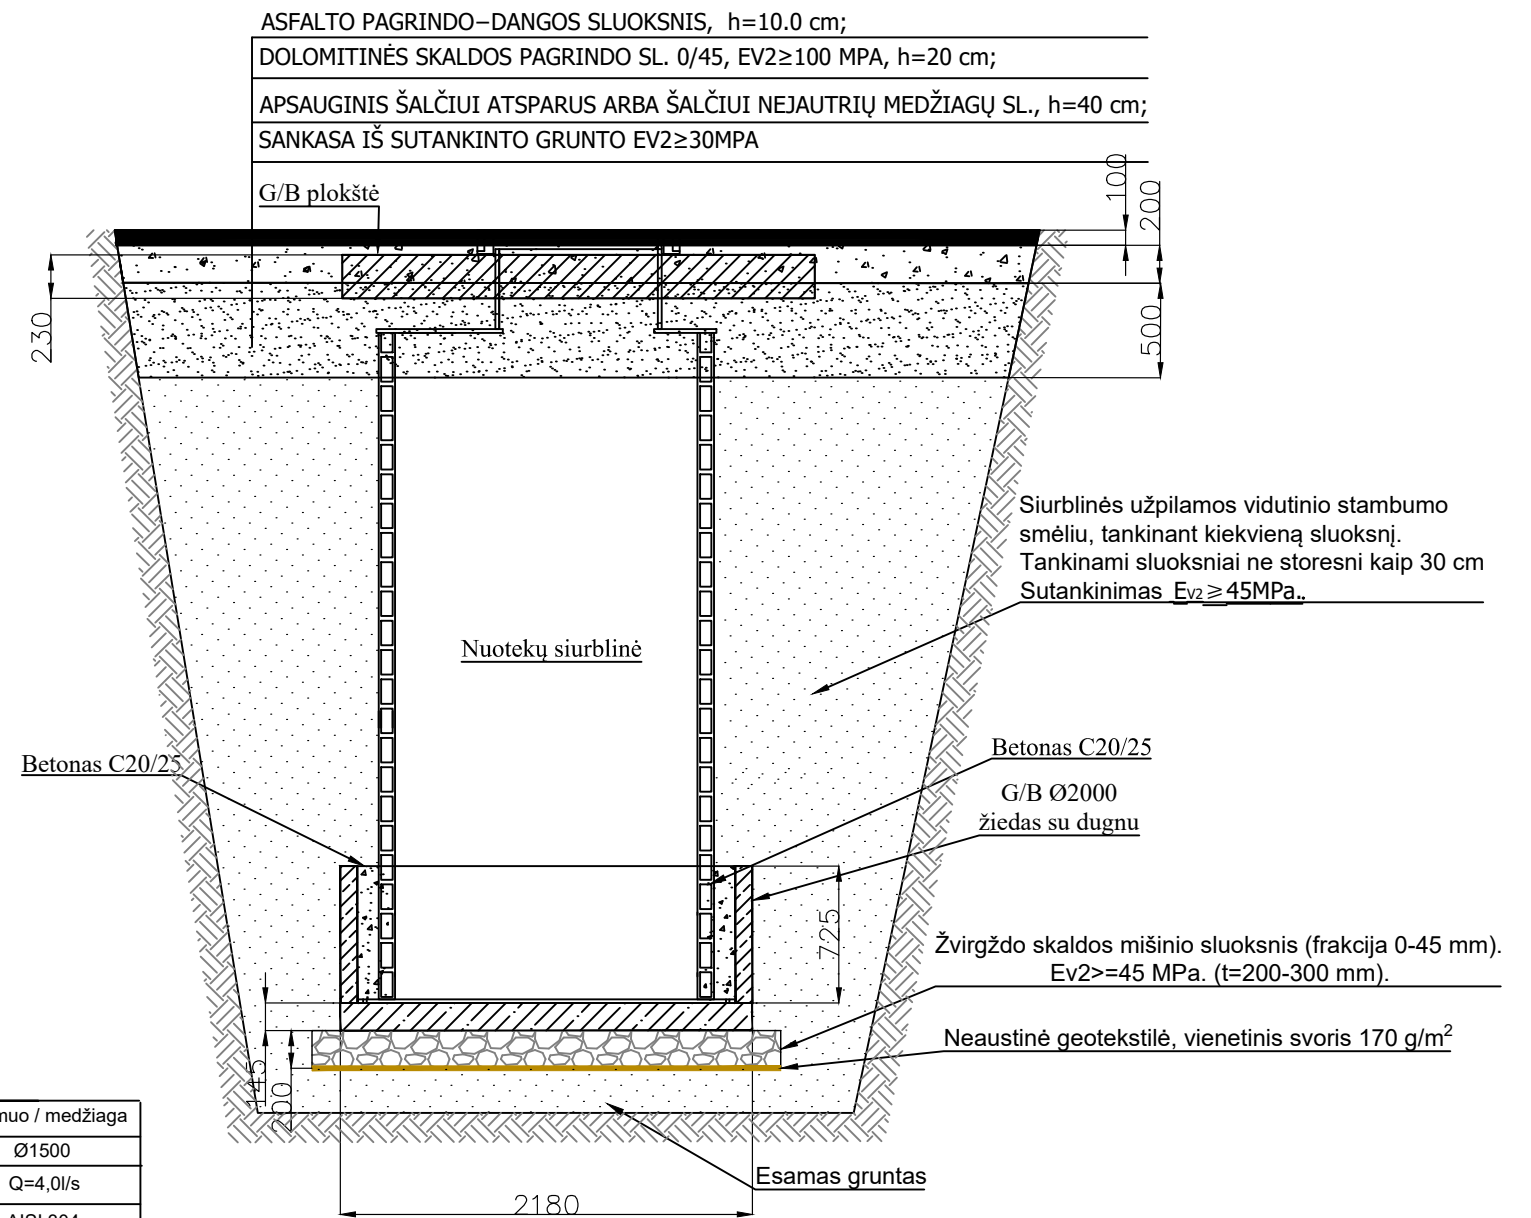 ASFALTO PAGRINDO–DANGOS SLUOKSNIS, h=10.0 cm;
DOLOMITINĖS SKALDOS PAGRINDO SL. 0/45, EV2≥100 MPA, h=20 cm;
APSAUGINIS ŠALČIUI ATSPARUS ARBA ŠALČIUI NEJAUTRIŲ MEDŽIAGŲ SL., h=40 cm;
SANKASA IŠ SUTANKINTO GRUNTO EV2≥30MPA
G/B plokštė
100
200
230
500
Siurblinės užpilamos vidutinio stambumo
smėliu, tankinant kiekvieną sluoksnį.
Tankinami sluoksniai ne storesni kaip 30 cm
Sutankinimas Ev2≥45MPa..
Nuotekų siurblinė
Betonas C20/25
Betonas C20/25
G/B Ø2000
žiedas su dugnu
725
Žvirgždo skaldos mišinio sluoksnis (frakcija 0-45 mm).
Ev2>=45 MPa. (t=200-300 mm).
Neaustinė geotekstilė, vienetinis svoris 170 g/m²
145
200
muo / medžiaga
Ø1500
Q=4,0l/s
Esamas gruntas
2180